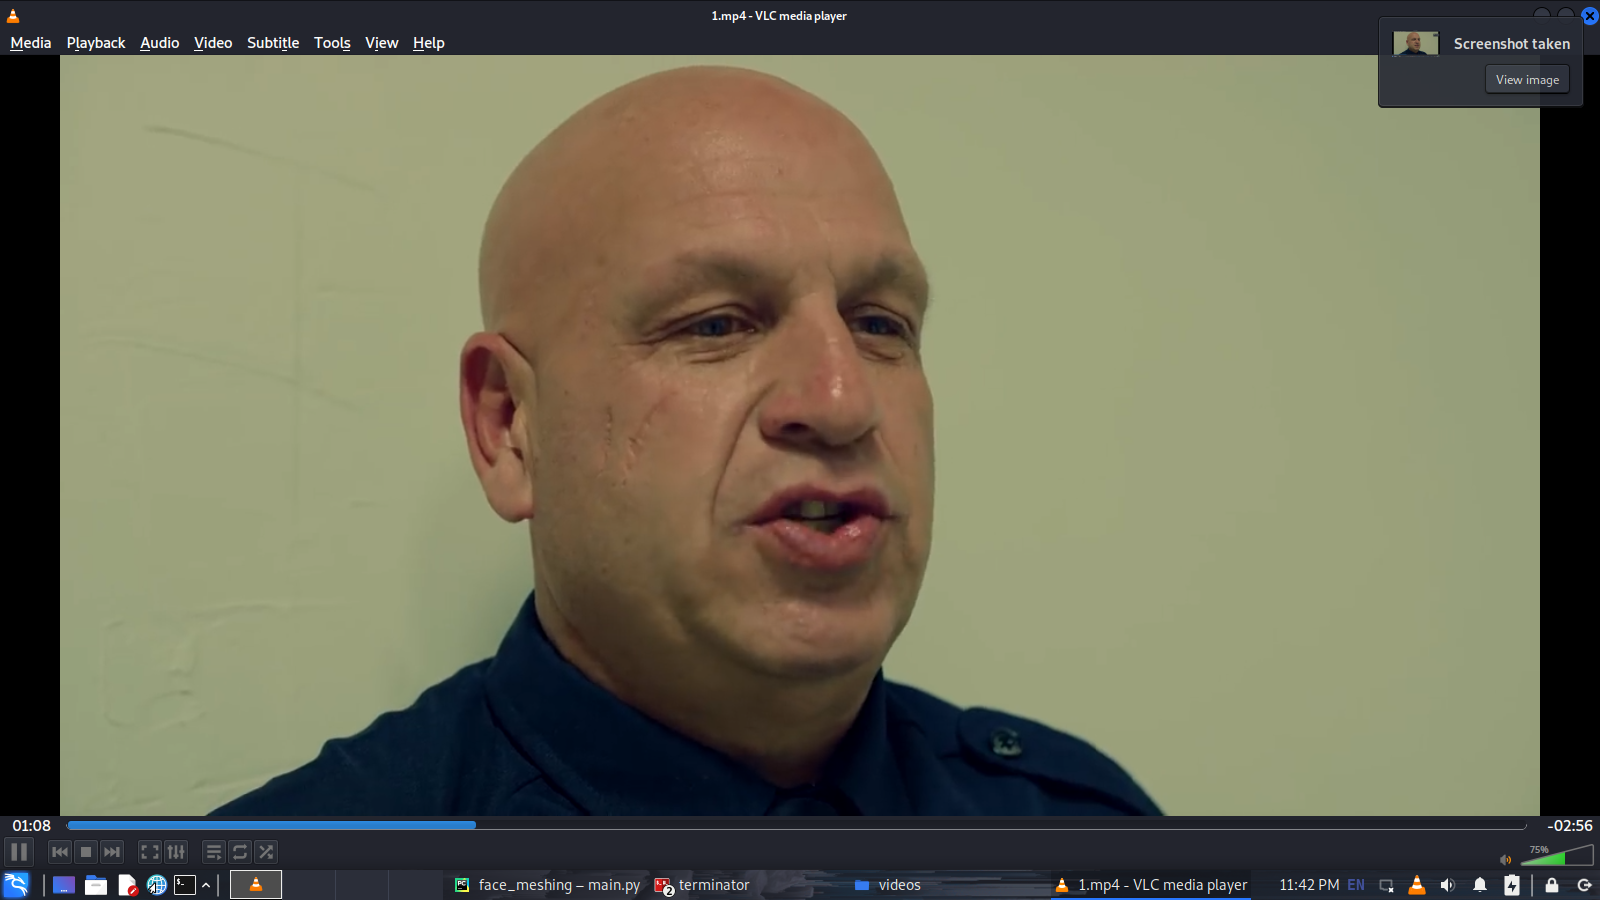 1.mp4 - VLC media player
Media Playback Audio Video Subtitle Tools View Help
Screenshot taken
View image
01:08
-02:56
75%
face_meshing – main.py
2
terminator
videos
1.mp4 - VLC media player
11:42 PM
EN